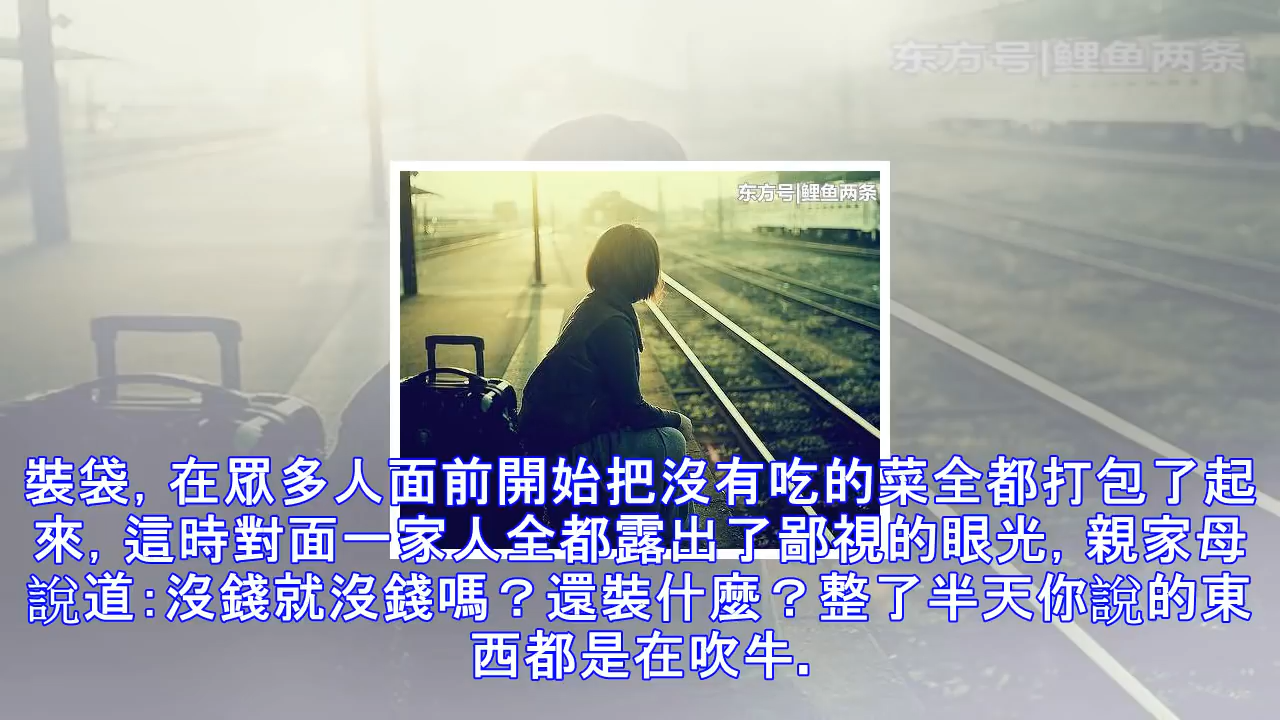 东方号|鲤鱼两条
东方号|鲤鱼两条
裝袋, 在眾多人面前開始把沒有吃的菜全都打包了起
來, 這時對面一家人全都露出了鄙視的眼光, 親家母
說道:沒錢就沒錢嗎？還裝什麼？整了半天你說的東
西都是在吹牛.